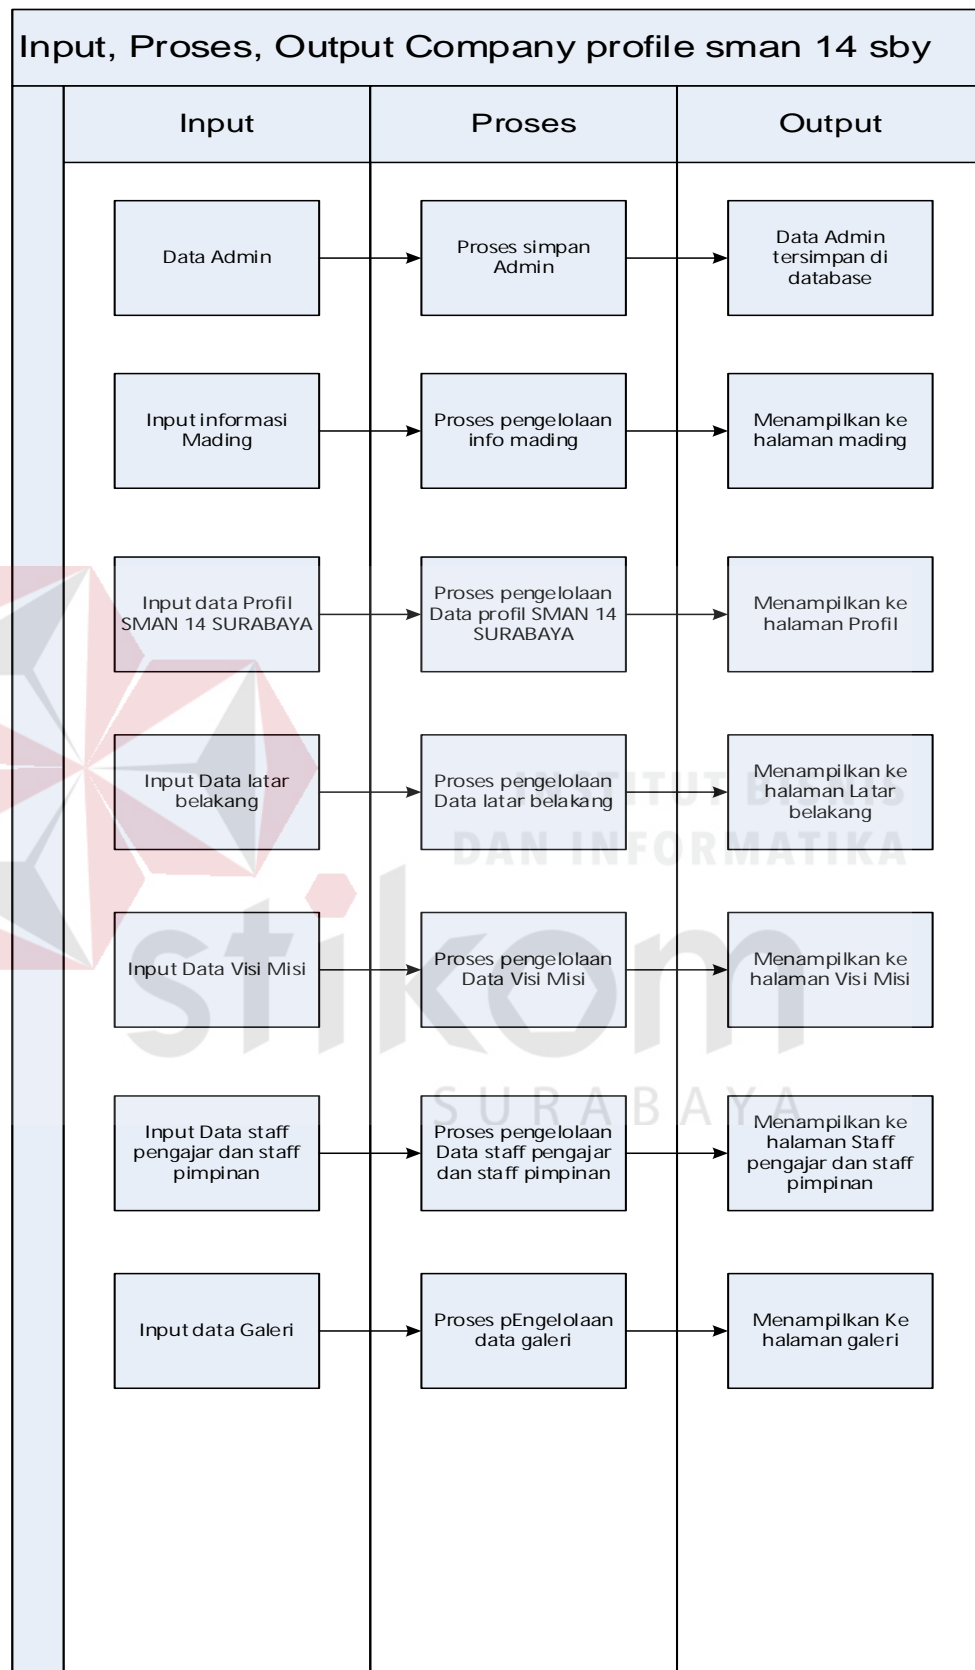 Input, Proses, Output Company profile sman 14 sby
Input
Proses
Output
Data Admin
Proses simpan
Admin
Data Admin
tersimpan di
database
Input informasi
Mading
Proses pengelolaan
info mading
Menampilkan ke
halaman mading
Input data Profil
SMAN 14 SURABAYA
Proses pengelolaan
Data profil SMAN 14
SURABAYA
Menampilkan ke
halaman Profil
Input Data latar
belakang
Proses pengelolaan
Data latar belakang
Menampilkan ke
halaman Latar
belakang
INSTITUT BISNIS
DAN INFORMATIKA
Input Data Visi Misi
Proses pengelolaan
Data Visi Misi
Menampilkan ke
halaman Visi Misi
stikom
SURABAYA
Input Data staff
pengajar dan staff
pimpinan
Proses pengelolaan
Data staff pengajar
dan staff pimpinan
Menampilkan ke
halaman Staff
pengajar dan staff
pimpinan
Input data Galeri
Proses pEngelolaan
data galeri
Menampilkan Ke
halaman galeri